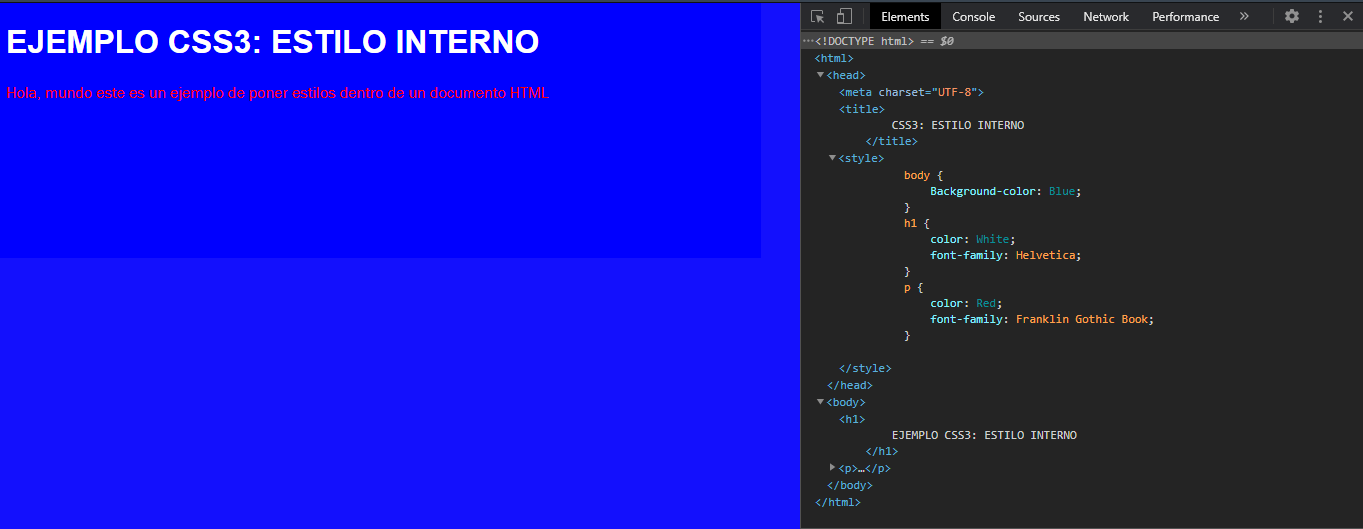 EJEMPLO CSS3: ESTILO INTERNO
Hola, mundo este es un ejemplo de poner estilos dentro de un documento HTML
Elements Console Sources Network Performance »
···<!DOCTYPE html> == $0
<html>
<head>
<meta charset="UTF-8">
<title>
CSS3: ESTILO INTERNO
</title>
<style>
body {
Background-color: Blue;
}
h1 {
color: White;
font-family: Helvetica;
}
p {
color: Red;
font-family: Franklin Gothic Book;
}
</style>
</head>
<body>
<h1>
EJEMPLO CSS3: ESTILO INTERNO
</h1>
<p>…</p>
</body>
</html>